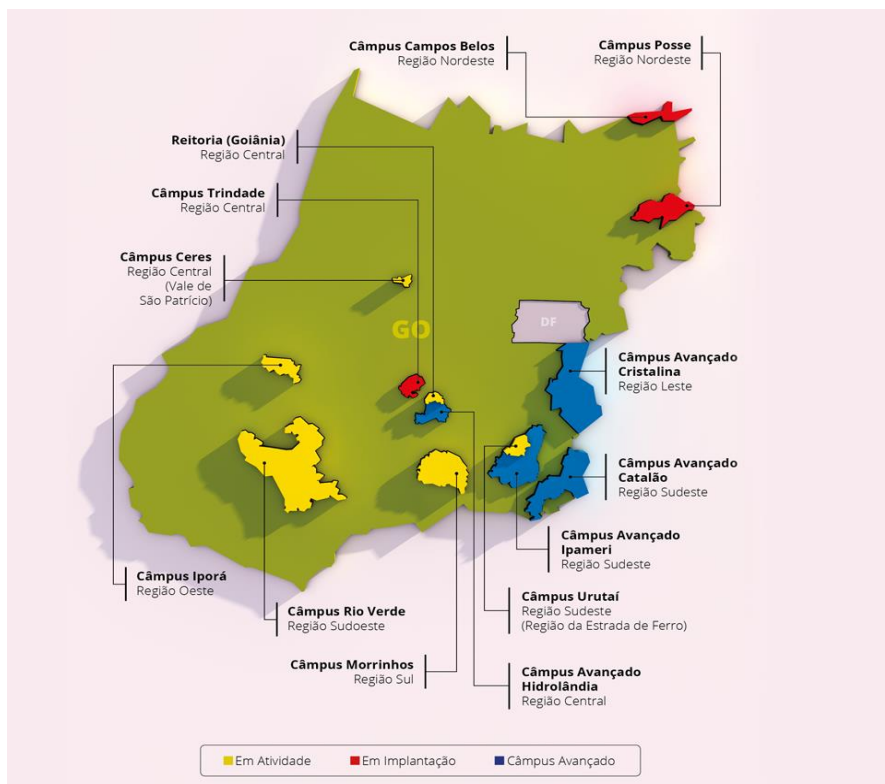 Câmpus Campos Belos
Região Nordeste
Câmpus Posse
Região Nordeste
Reitoria (Goiânia)
Região Central
Câmpus Trindade
Região Central
Câmpus Ceres
Região Central
(Vale de
São Patrício)
GO
DF
Câmpus Avançado
Cristalina
Região Leste
Câmpus Avançado
Catalão
Região Sudeste
Câmpus Avançado
Ipameri
Região Sudeste
Câmpus Iporá
Região Oeste
Câmpus Rio Verde
Região Sudoeste
Câmpus Urutaí
Região Sudeste
(Região da Estrada de Ferro)
Câmpus Morrinhos
Região Sul
Câmpus Avançado
Hidrolândia
Região Central
Em Atividade
Em Implantação
Câmpus Avançado